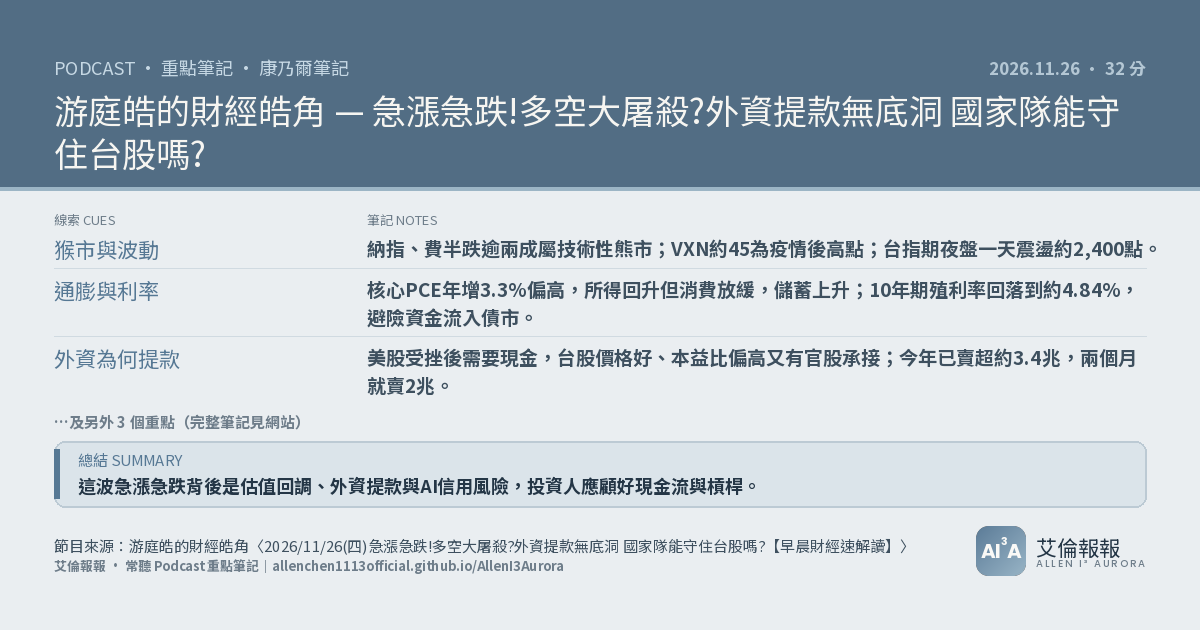 PODCAST • 重點筆記 • 康乃爾筆記
2026.11.26 • 32 分
游庭皓的財經皓角 — 急漲急跌!多空大屠殺?外資提款無底洞 國家隊能守
住台股嗎?
線索 CUES
筆記 NOTES
猴市與波動
納指、費半跌逾兩成屬技術性熊市；VXN約45為疫情後高點；台指期夜盤一天震盪約2,400點。
通膨與利率
核心PCE年增3.3%偏高，所得回升但消費放緩，儲蓄上升；10年期殖利率回落到約4.84%，
避險資金流入債市。
外資為何提款
美股受挫後需要現金，台股價格好、本益比偏高又有官股承接；今年已賣超約3.4兆，兩個月
就賣2兆。
…及另外 3 個重點（完整筆記見網站）
總結 SUMMARY
這波急漲急跌背後是估值回調、外資提款與AI信用風險，投資人應顧好現金流與槓桿。
節目來源：游庭皓的財經皓角〈2026/11/26(四)急漲急跌!多空大屠殺?外資提款無底洞 國家隊能守住台股嗎?【早晨財經速解讀】〉
艾倫報報 • 常聽 Podcast 重點筆記｜allenchen1113official.github.io/AllenI3Aurora
AI³A
艾倫報報
ALLEN I³ AURORA